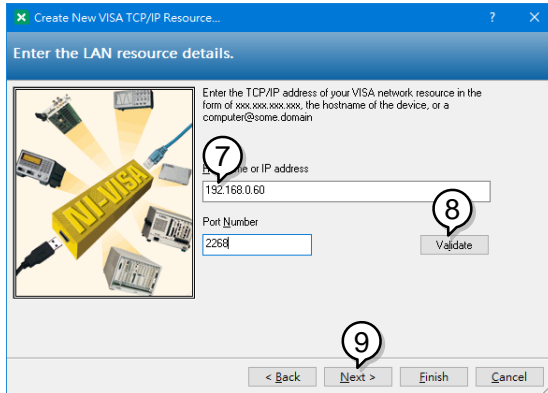 Create New VISA TCP/IP Resource...
?
Enter the LAN resource details.
Enter the TCP/IP address of your VISA network resource in the
form of xxx.xxx.xxx.xxx, the hostname of the device, or a
computer@some.domain
7
or IP address
192.168.0.60
8
Port Number
2268
Validate
NI-VISA
9
< Back Next > Finish Cancel